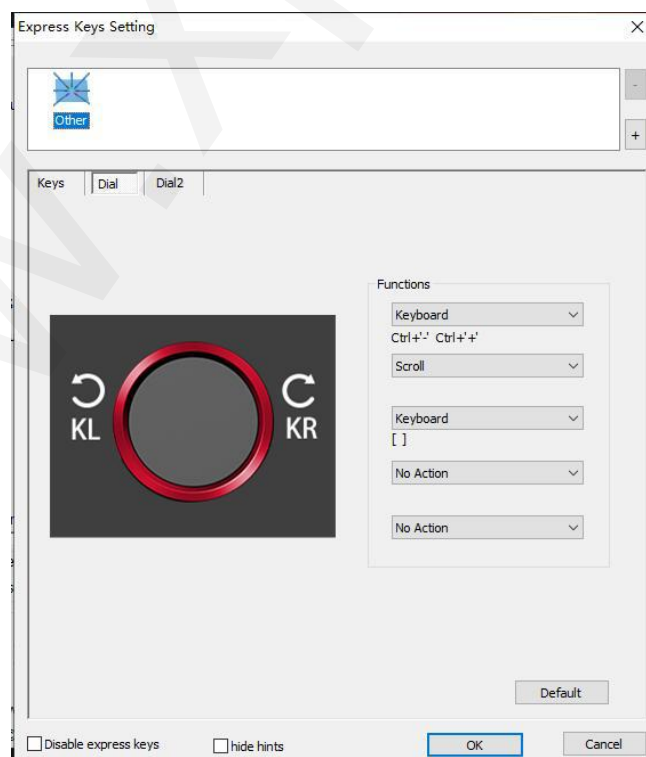 Express Keys Setting
Other
-
+
Keys Dial Dial2
Functions
Keyboard
Ctrl+'-' Ctrl+'+'
Scroll
KL KR
Keyboard
[ ]
No Action
No Action
Default
Disable express keys hide hints OK Cancel